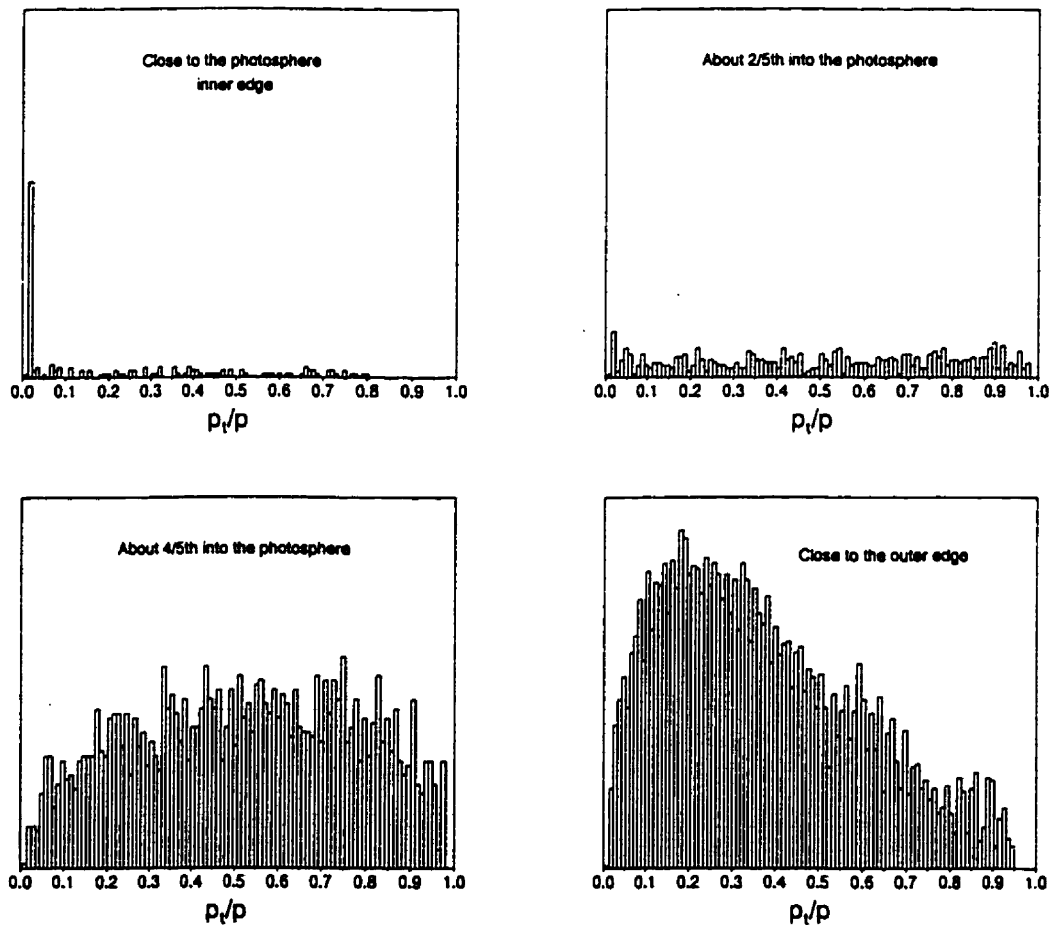 Close to the photosphere
inner edge
0.0 0.1 0.2 0.3 0.4 0.5 0.6 0.7 0.8 0.9 1.0
pt/p
About 2/5th into the photosphere
0.0 0.1 0.2 0.3 0.4 0.5 0.6 0.7 0.8 0.9 1.0
pt/p
About 4/5th into the photosphere
0.0 0.1 0.2 0.3 0.4 0.5 0.6 0.7 0.8 0.9 1.0
pt/p
Close to the outer edge
0.0 0.1 0.2 0.3 0.4 0.5 0.6 0.7 0.8 0.9 1.0
pt/p